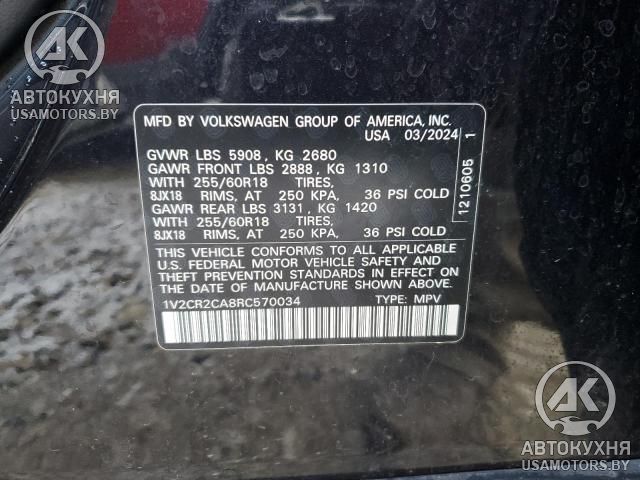 АК
АВТОКУХНЯ
USAMOTORS.BY
MFD BY VOLKSWAGEN GROUP OF AMERICA, INC.
USA 03/2024
GVWR LBS 5908, KG 2680
GAWR FRONT LBS 2888, KG 1310
WITH 255/60R18 TIRES,
8JX18 RIMS, AT 250 KPA, 36 PSI COLD
GAWR REAR LBS 3131, KG 1420
WITH 255/60R18 TIRES,
8JX18 RIMS, AT 250 KPA, 36 PSI COLD
THIS VEHICLE CONFORMS TO ALL APPLICABLE
U.S. FEDERAL MOTOR VEHICLE SAFETY AND
THEFT PREVENTION STANDARDS IN EFFECT ON
THE DATE OF MANUFACTURE SHOWN ABOVE.
1V2CR2CA8RC570034 TYPE: MPV
1210605 1
АК
АВТОКУХНЯ
USAMOTORS.BY